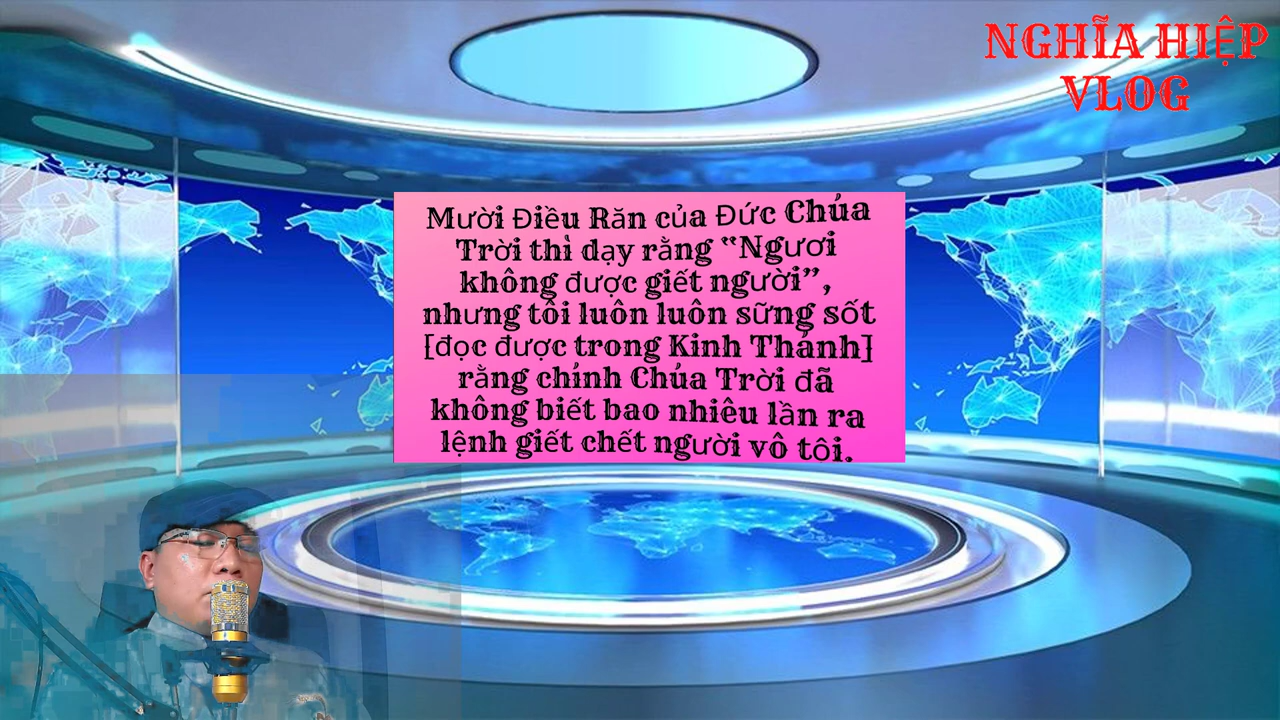 NGHĨA HIỆP
VLOG
Mười Điều Răn của Đức Chúa
Trời thì dạy rằng “Ngươi
không được giết người”,
nhưng tôi luôn luôn sững sốt
[đọc được trong Kinh Thánh]
rằng chính Chúa Trời đã
không biết bao nhiêu lần ra
lệnh giết chết người vô tội.